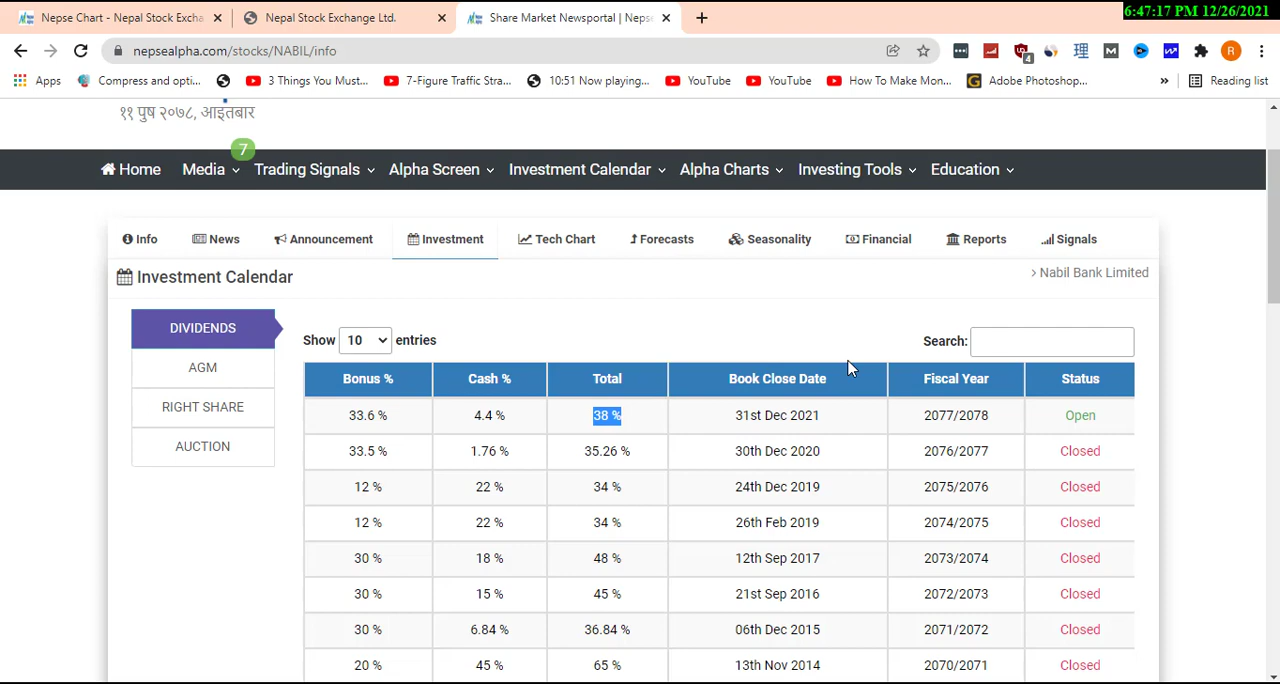 Nepse Chart - Nepal Stock Excha
Nepal Stock Exchange Ltd.
Share Market Newsportal | Neps
6:47:17 PM 12/26/2021
nepsealpha.com/stocks/NABIL/info
4
理
M
R
Apps
Compress and opti...
3 Things You Must...
7-Figure Traffic Stra...
10:51 Now playing...
YouTube
YouTube
How To Make Mon...
Adobe Photoshop...
»
Reading list
११ पुष २०७८, आइतबार
7
Home
Media
Trading Signals
Alpha Screen
Investment Calendar
Alpha Charts
Investing Tools
Education
Info
News
Announcement
Investment
Tech Chart
Forecasts
Seasonality
Financial
Reports
Signals
Investment Calendar
> Nabil Bank Limited
DIVIDENDS
AGM
RIGHT SHARE
AUCTION
Show 10 entries
Search:
Bonus % Cash % Total Book Close Date Fiscal Year Status
33.6 % 4.4 % 38 % 31st Dec 2021 2077/2078 Open
33.5 % 1.76 % 35.26 % 30th Dec 2020 2076/2077 Closed
12 % 22 % 34 % 24th Dec 2019 2075/2076 Closed
12 % 22 % 34 % 26th Feb 2019 2074/2075 Closed
30 % 18 % 48 % 12th Sep 2017 2073/2074 Closed
30 % 15 % 45 % 21st Sep 2016 2072/2073 Closed
30 % 6.84 % 36.84 % 06th Dec 2015 2071/2072 Closed
20 % 45 % 65 % 13th Nov 2014 2070/2071 Closed